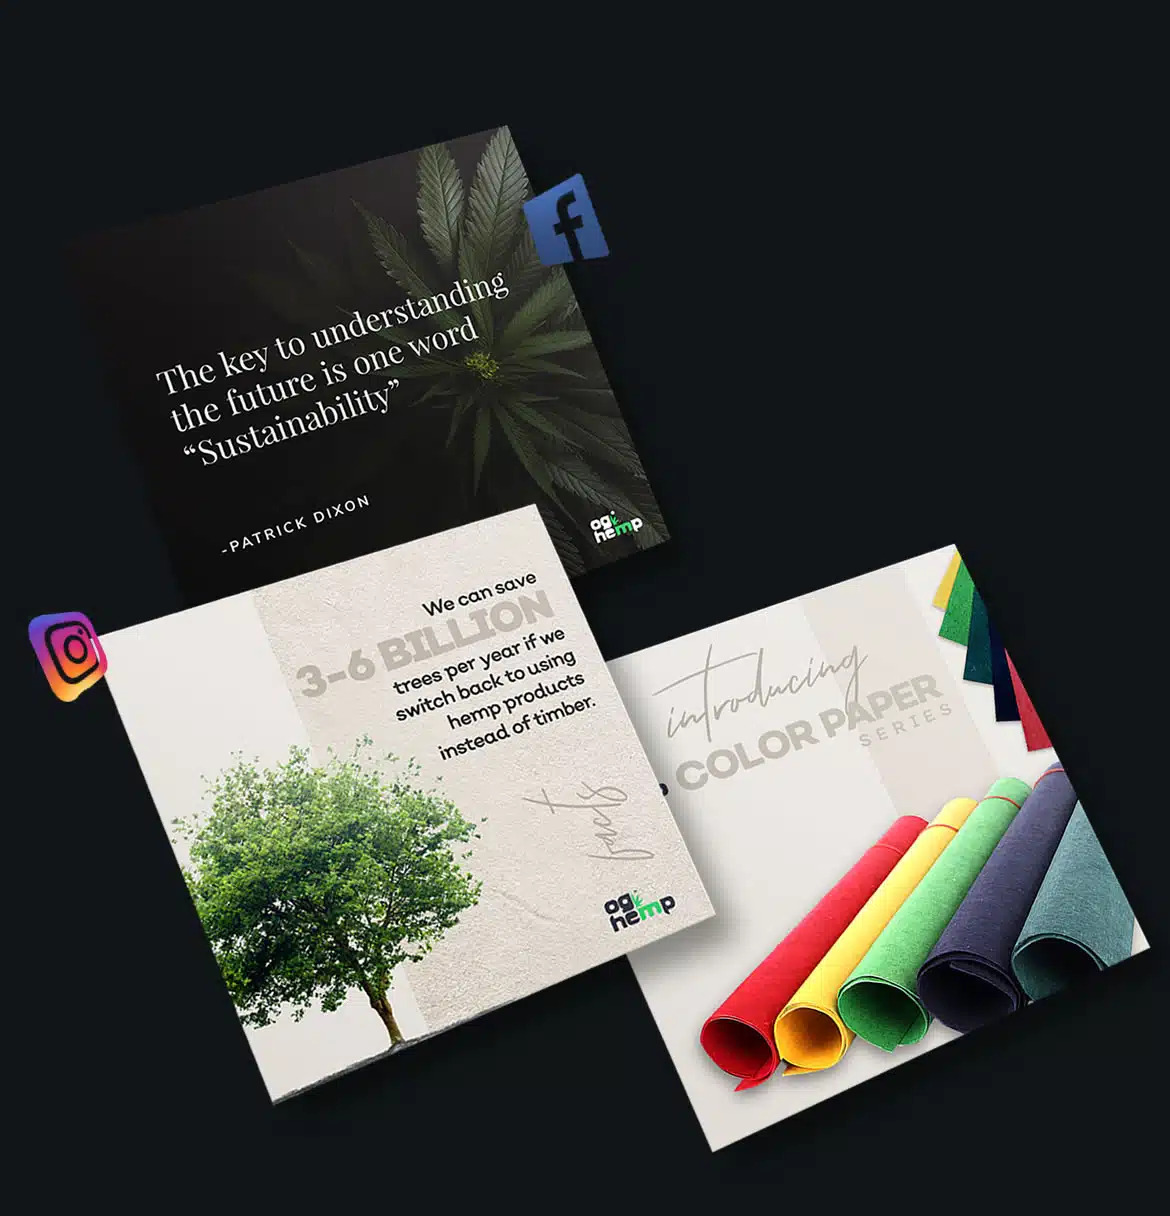 The key to understanding
the future is one word
“Sustainability”
-PATRICK DIXON
og
hemp
We can save
3-6 BILLION
trees per year if we
switch back to using
hemp products
instead of timber.
facts
og
hemp
introducing
COLOR PAPER
SERIES